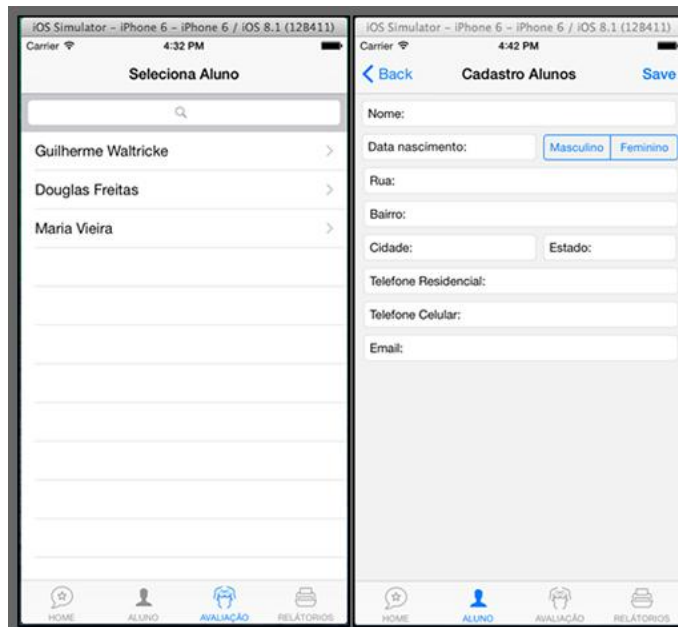 iOS Simulator - iPhone 6 - iPhone 6 / iOS 8.1 (12B411)
Carrier 4:32 PM
Seleciona Aluno
Guilherme Waltricke
Douglas Freitas
Maria Vieira
HOME ALUNO AVALIAÇÃO RELATÓRIOS
iOS Simulator - iPhone 6 - iPhone 6 / iOS 8.1 (12B411)
Carrier 4:42 PM
Back Cadastro Alunos Save
Nome:
Data nascimento: Masculino Feminino
Rua:
Bairro:
Cidade: Estado:
Telefone Residencial:
Telefone Celular:
Email:
HOME ALUNO AVALIAÇÃO RELATÓRIOS